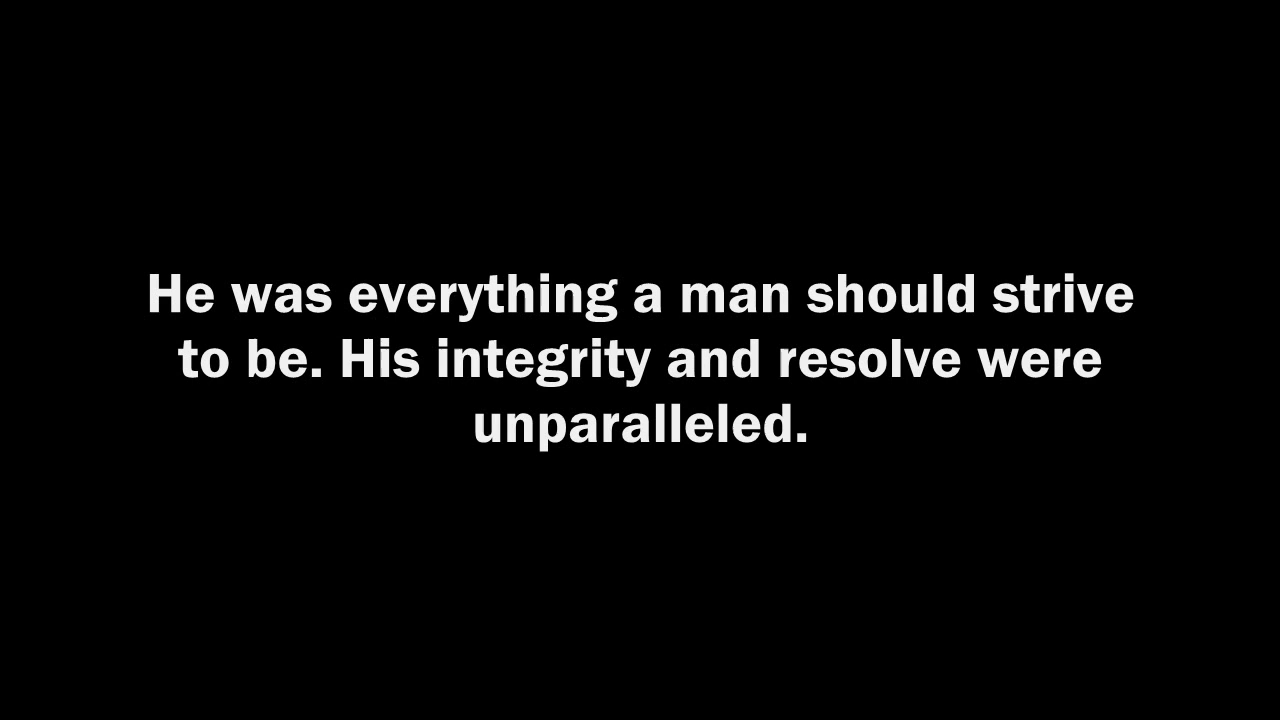 He was everything a man should strive
to be. His integrity and resolve were
unparalleled.